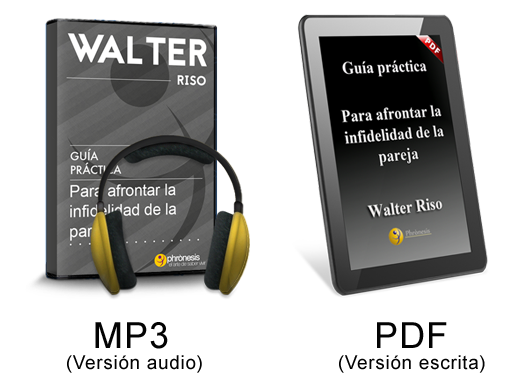 WALTER
RISO
GUÍA
PRÁCTICA
Para afrontar la
infidelidad de la
pareja
phrònesis
el arte de saber vivir
PDF
Guía práctica
Para afrontar la
infidelidad de la
pareja
Walter Riso
Phronesis
MP3
(Versión audio)
PDF
(Versión escrita)